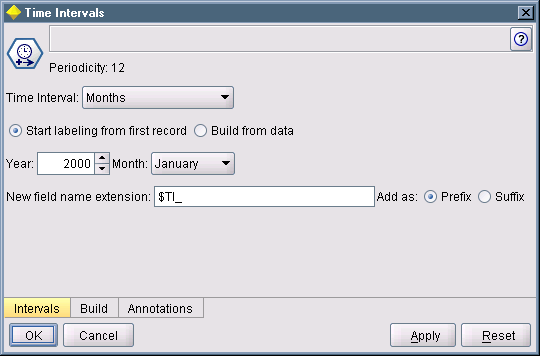 Time Intervals
?
Periodicity: 12
Time Interval: Months
Start labeling from first record Build from data
Year: 2000 Month: January
New field name extension: $TI_ Add as: Prefix Suffix
Intervals Build Annotations
OK Cancel Apply Reset